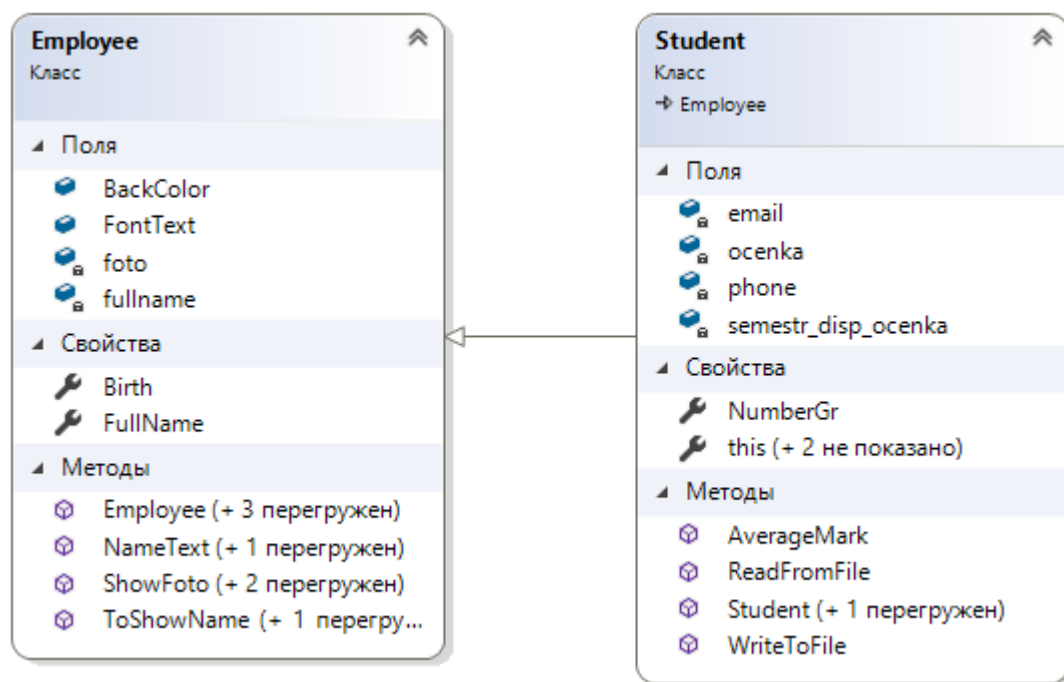 Employee
Класс
Поля
BackColor
FontText
foto
fullname
Свойства
Birth
FullName
Методы
Employee (+ 3 перегружен)
NameText (+ 1 перегружен)
ShowFoto (+ 2 перегружен)
ToShowName (+ 1 перегру...
Student
Класс
Employee
Поля
email
ocenka
phone
semestr_disp_ocenka
Свойства
NumberGr
this (+ 2 не показано)
Методы
AverageMark
ReadFromFile
Student (+ 1 перегружен)
WriteToFile